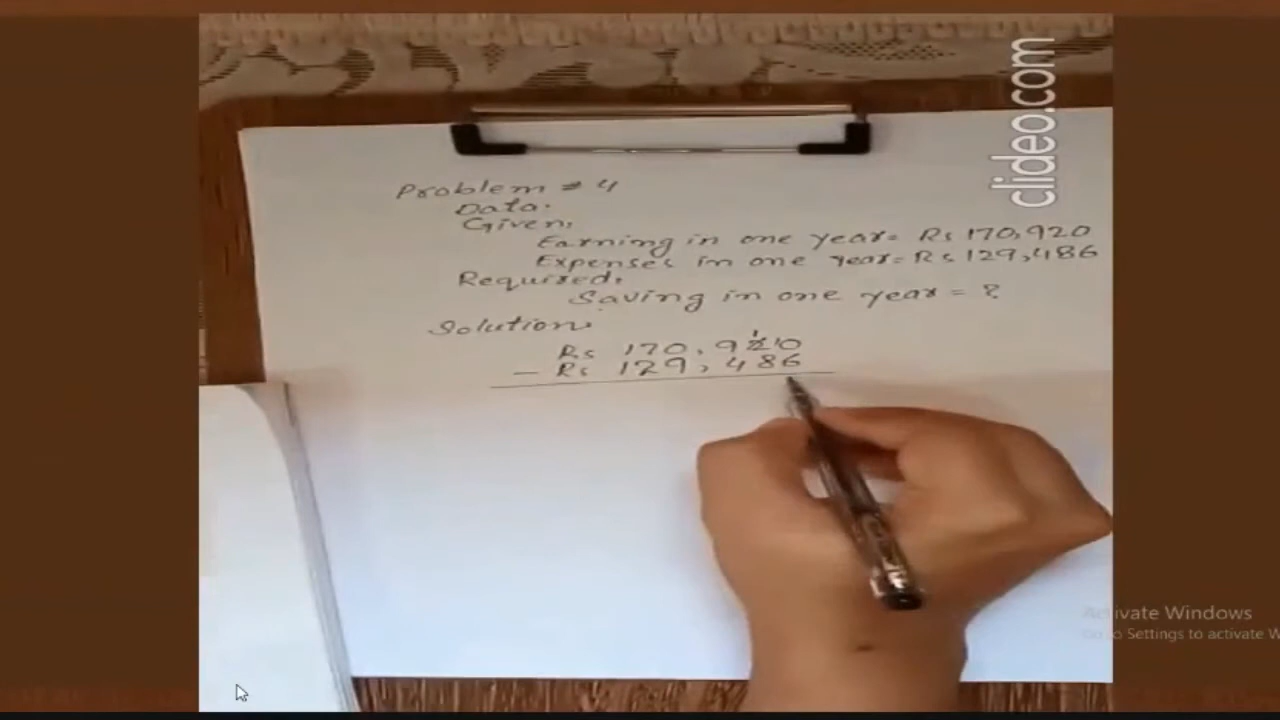 clideo.com
Problem # 4
Data.
Given.
Earning in one year = Rs 170,920
Expenses in one year = Rs 129,486
Required.
Saving in one year = ?
Solution.
1 1
Rs 170,920
- Rs 129,486
Activate Windows
Go to Settings to activate W